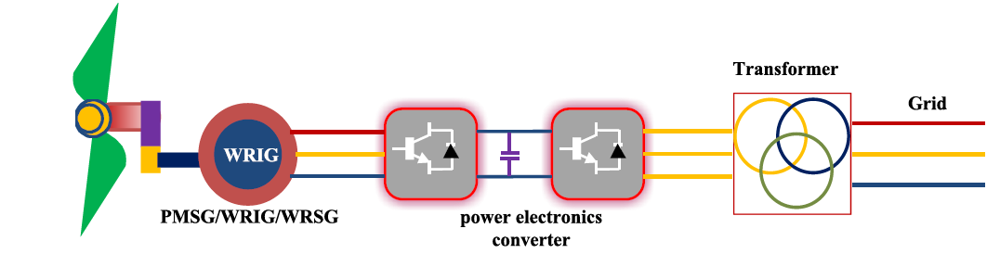 Transformer
Grid
WRIG
PMSG/WRIG/WRSG
power electronics
converter